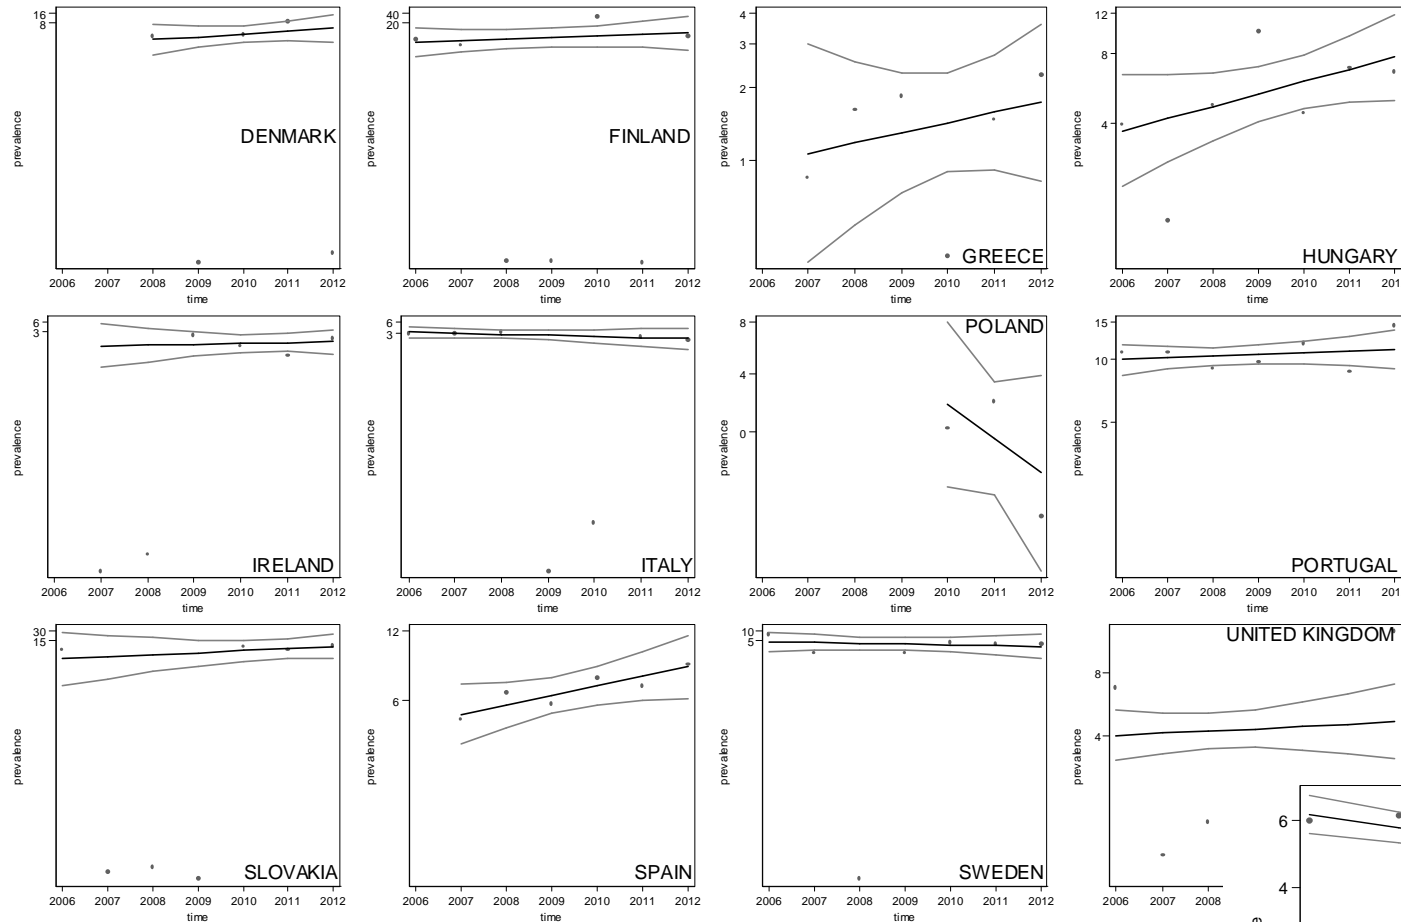 16
8
prevalence
DENMARK
2006 2007 2008 2009 2010 2011 2012
time
40
20
prevalence
FINLAND
2006 2007 2008 2009 2010 2011 2012
time
4
3
2
1
prevalence
GREECE
2006 2007 2008 2009 2010 2011 2012
time
12
8
4
prevalence
HUNGARY
2006 2007 2008 2009 2010 2011 201
time
6
3
prevalence
IRELAND
2006 2007 2008 2009 2010 2011 2012
time
6
3
prevalence
ITALY
2006 2007 2008 2009 2010 2011 2012
time
8
4
0
prevalence
POLAND
2006 2007 2008 2009 2010 2011 2012
time
15
10
5
prevalence
PORTUGAL
2006 2007 2008 2009 2010 2011 201
time
30
15
prevalence
SLOVAKIA
2006 2007 2008 2009 2010 2011 2012
time
12
6
prevalence
SPAIN
2006 2007 2008 2009 2010 2011 2012
time
10
5
prevalence
SWEDEN
2006 2007 2008 2009 2010 2011 2012
time
UNITED KINGDOM
8
4
prevalence
2006 2007 2008
6
4
e